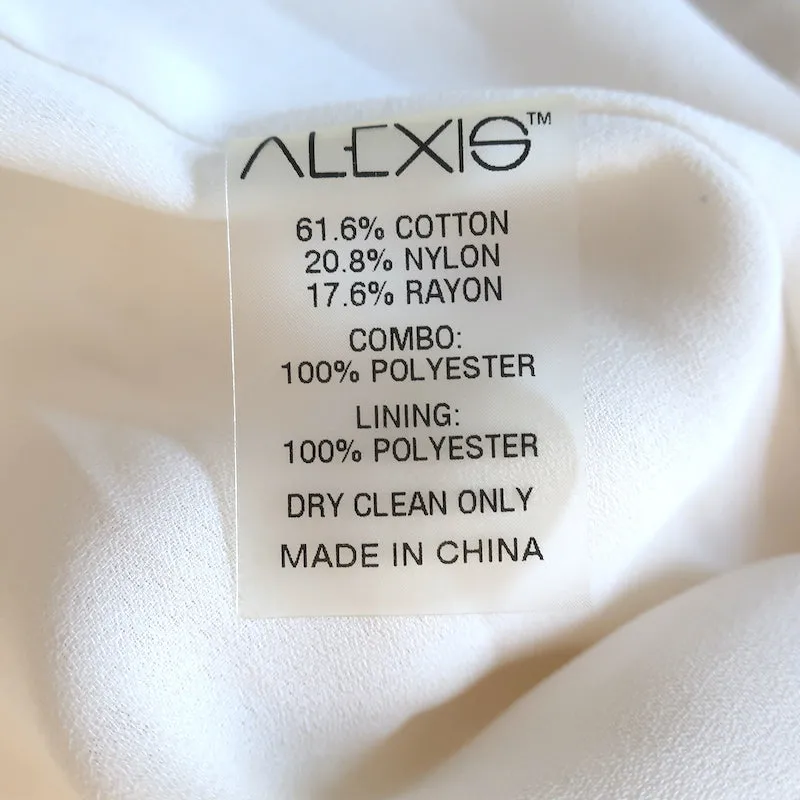 ALEXIS™
61.6% COTTON
20.8% NYLON
17.6% RAYON
COMBO:
100% POLYESTER
LINING:
100% POLYESTER
DRY CLEAN ONLY
MADE IN CHINA